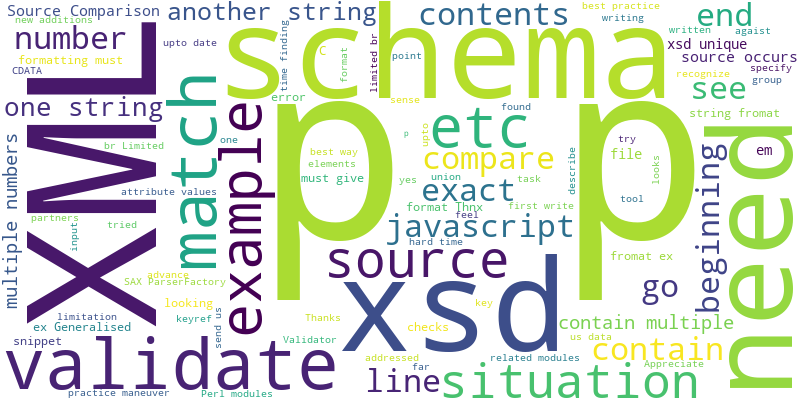 Source Comparison
another string
contents
best practice
writing
end
new additions
number
upto date
time finding
C
format
limited br
schema
point
written
agaist
xsd unique
formatting must
CDATA
source occurs
recognize
specify
group
one string
XML
match
example
error
p p
etc
sense
found
see
need
string fromat
multiple numbers
br Limited
one
best way
elements
must give
yes
union
upto
p
compare
task
describe
try
file
looks
em
beginning
attribute values
exact
tool
partners
tried
input
format Thnx
feel
first write
javascript
hard time
fromat ex
source
xsd
go
SAX ParserFactory
advance
looking
limitation
ex Generalised
keyref
send us
Thanks
key
checks
contain multiple
snippet
validate
Validator
addressed
far
related modules
us data
contain
Appreciate
practice maneuver
Perl modules
line
situation